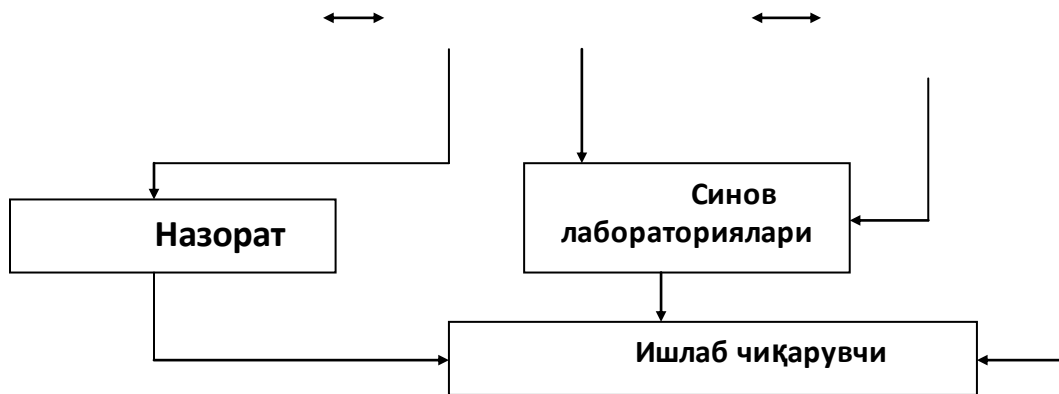 Назорат
Синов
лабораториялари
Ишлаб чиқарувчи